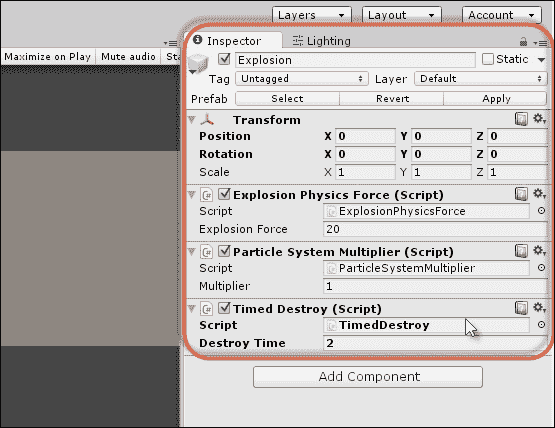 Layers Layout Account
Inspector Lighting
Maximize on Play Mute audio Sta
Explosion Static
Tag Untagged Layer Default
Prefab Select Revert Apply
Transform
Position X 0 Y 0 Z 0
Rotation X 0 Y 0 Z 0
Scale X 1 Y 1 Z 1
C# Explosion Physics Force (Script)
Script ExplosionPhysicsForce
Explosion Force 20
C# Particle System Multiplier (Script)
Script ParticleSystemMultiplier
Multiplier 1
C# Timed Destroy (Script)
Script TimedDestroy
Destroy Time 2
Add Component